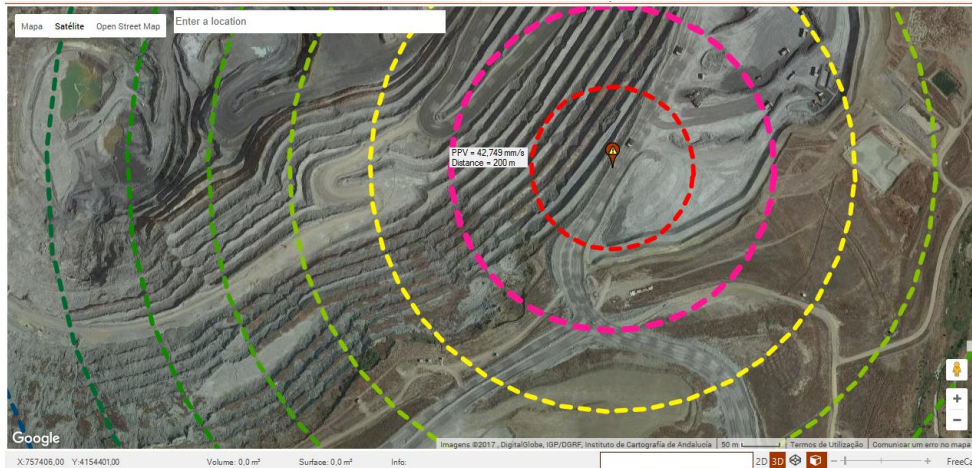 Mapa Satélite Open Street Map Enter a location
PPV = 42,749 mm/s
Distance = 200 m
Google
Imagens ©2017 , DigitalGlobe, IGP/DGRF, Instituto de Cartografía de Andalucía 50 m Termos de Utilização Comunicar um erro no mapa
X:757406,00 Y:4154401,00 Volume: 0,0 m³ Surface: 0,0 m² Info: 2D 3D FreeCa